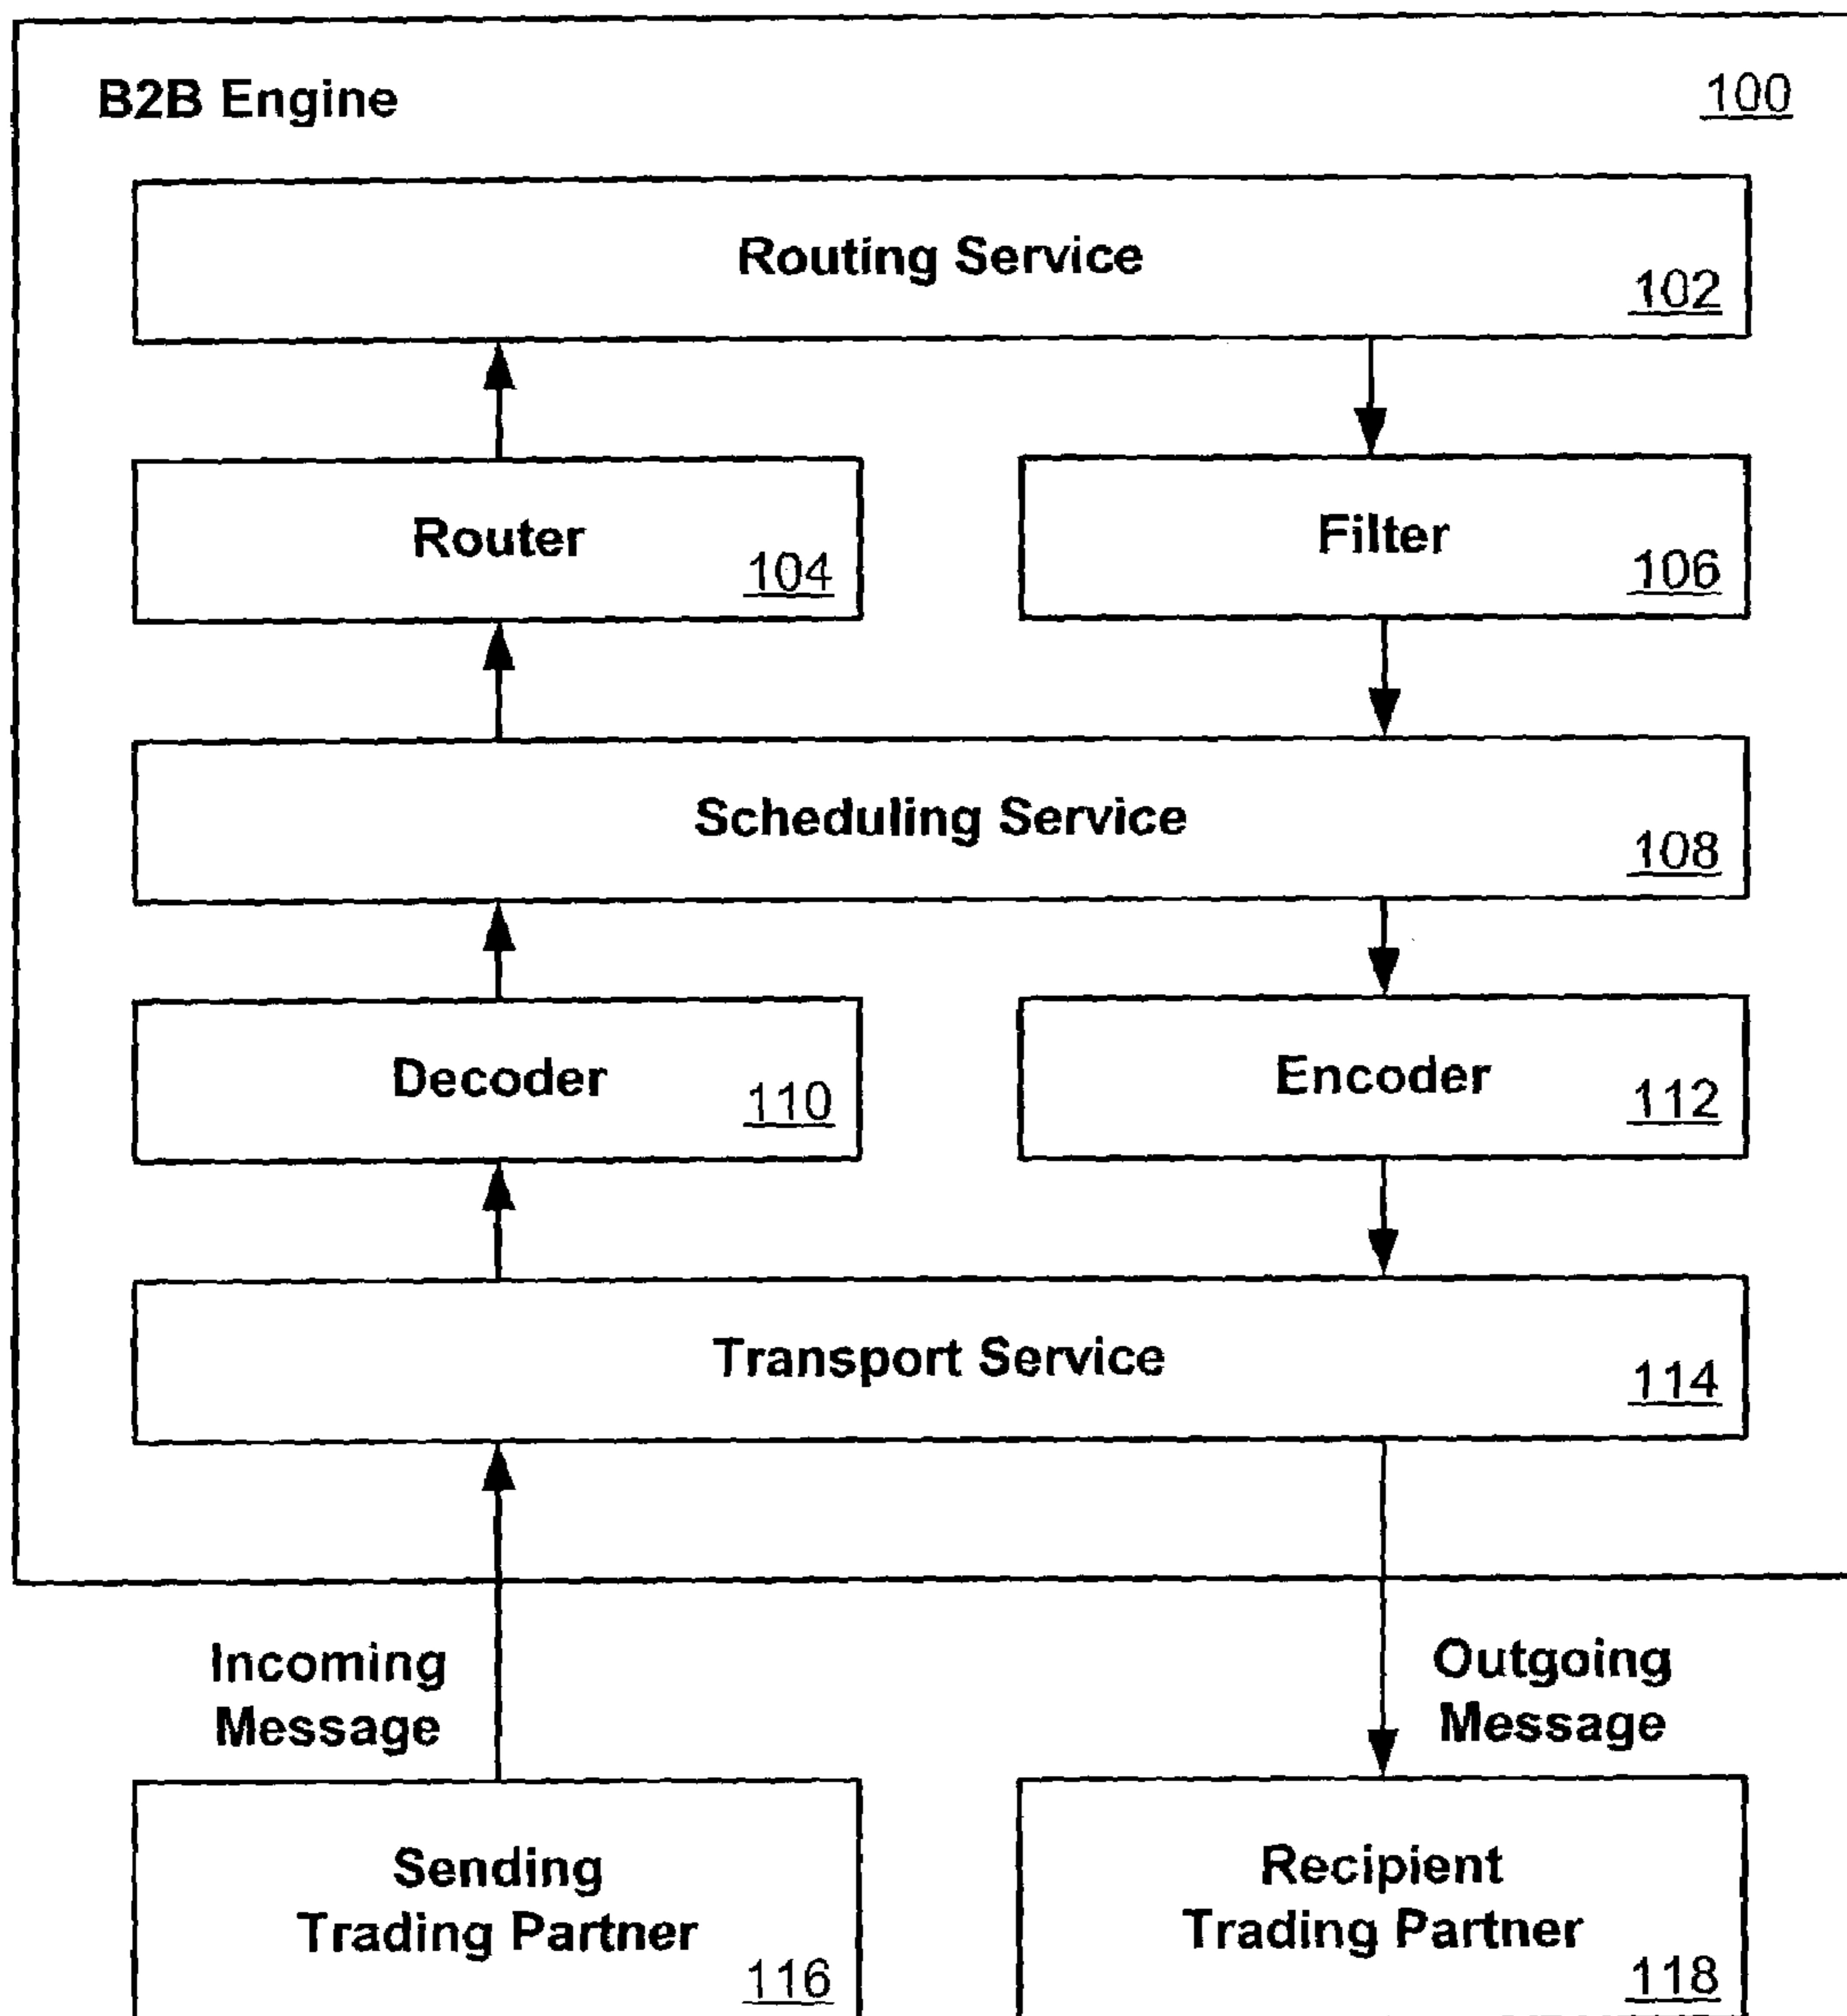 B2B Engine
100
Routing Service
102
Router
104
Filter
106
Scheduling Service
108
Decoder
110
Encoder
112
Transport Service
114
Incoming
Message
Outgoing
Message
Sending
Trading Partner
116
Recipient
Trading Partner
118